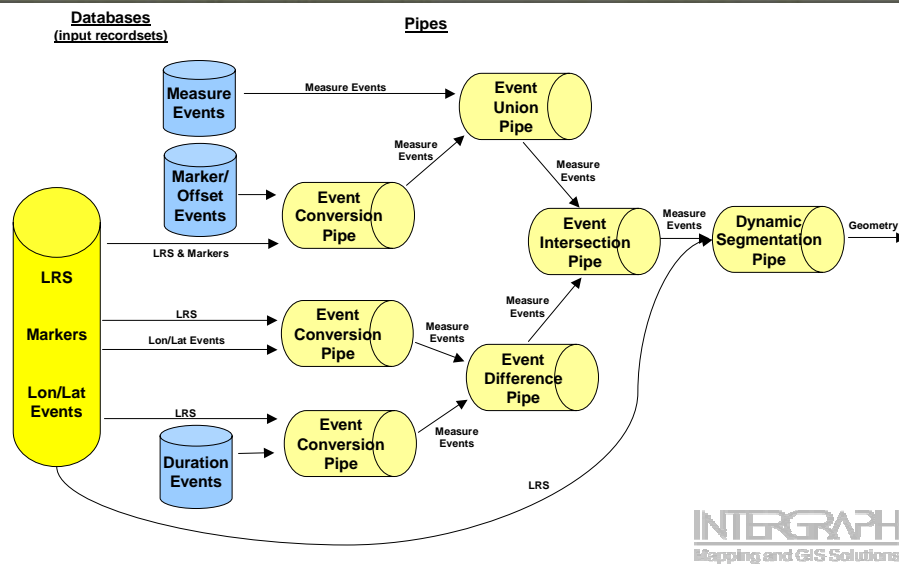 Databases
(input recordsets)
Pipes
Measure
Events
Measure Events
Event
Union
Pipe
Measure
Events
Measure
Events
Marker/
Offset
Events
Event
Conversion
Pipe
LRS & Markers
Event
Intersection
Pipe
Measure
Events
Dynamic
Segmentation
Pipe
Geometry
LRS
Markers
Lon/Lat
Events
LRS
Lon/Lat Events
Event
Conversion
Pipe
Measure
Events
Measure
Events
Event
Difference
Pipe
LRS
Event
Conversion
Pipe
Measure
Events
Duration
Events
LRS
INTERGRAPH
Mapping and GIS Solutions